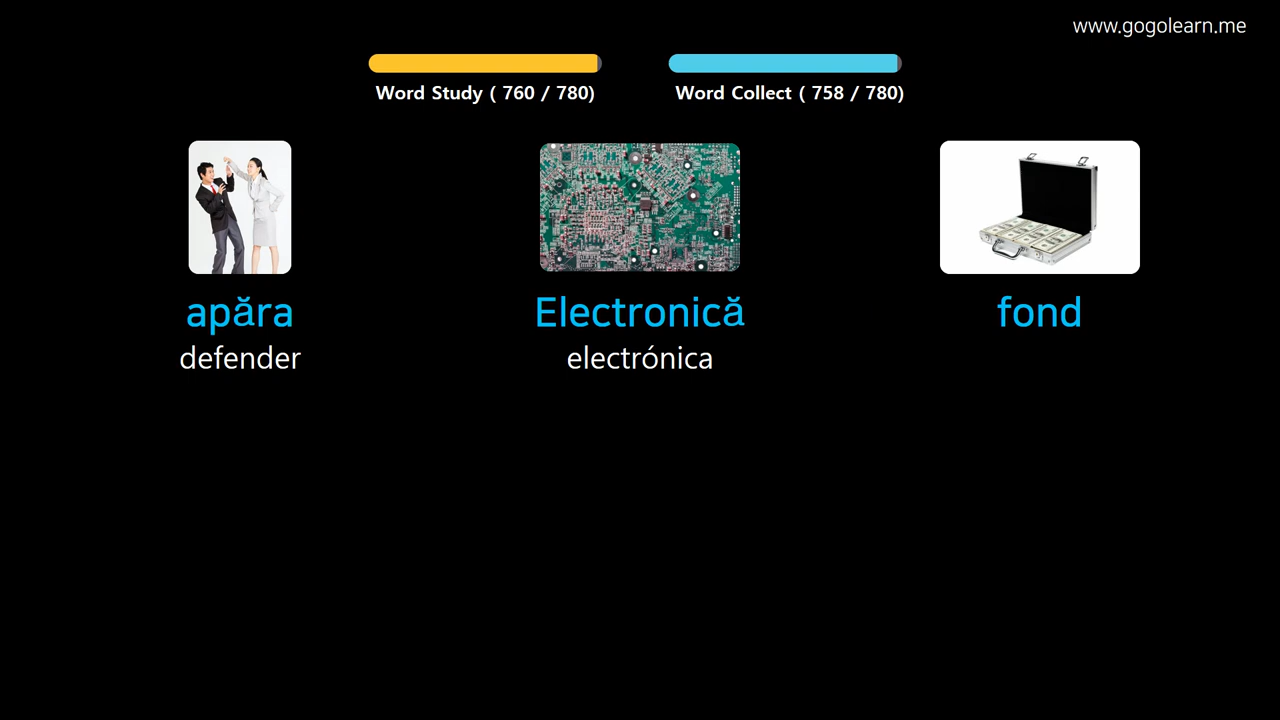 www.gogolearn.me
Word Study ( 760 / 780)
Word Collect ( 758 / 780)
apăra
Electronică
fond
defender
electrónica